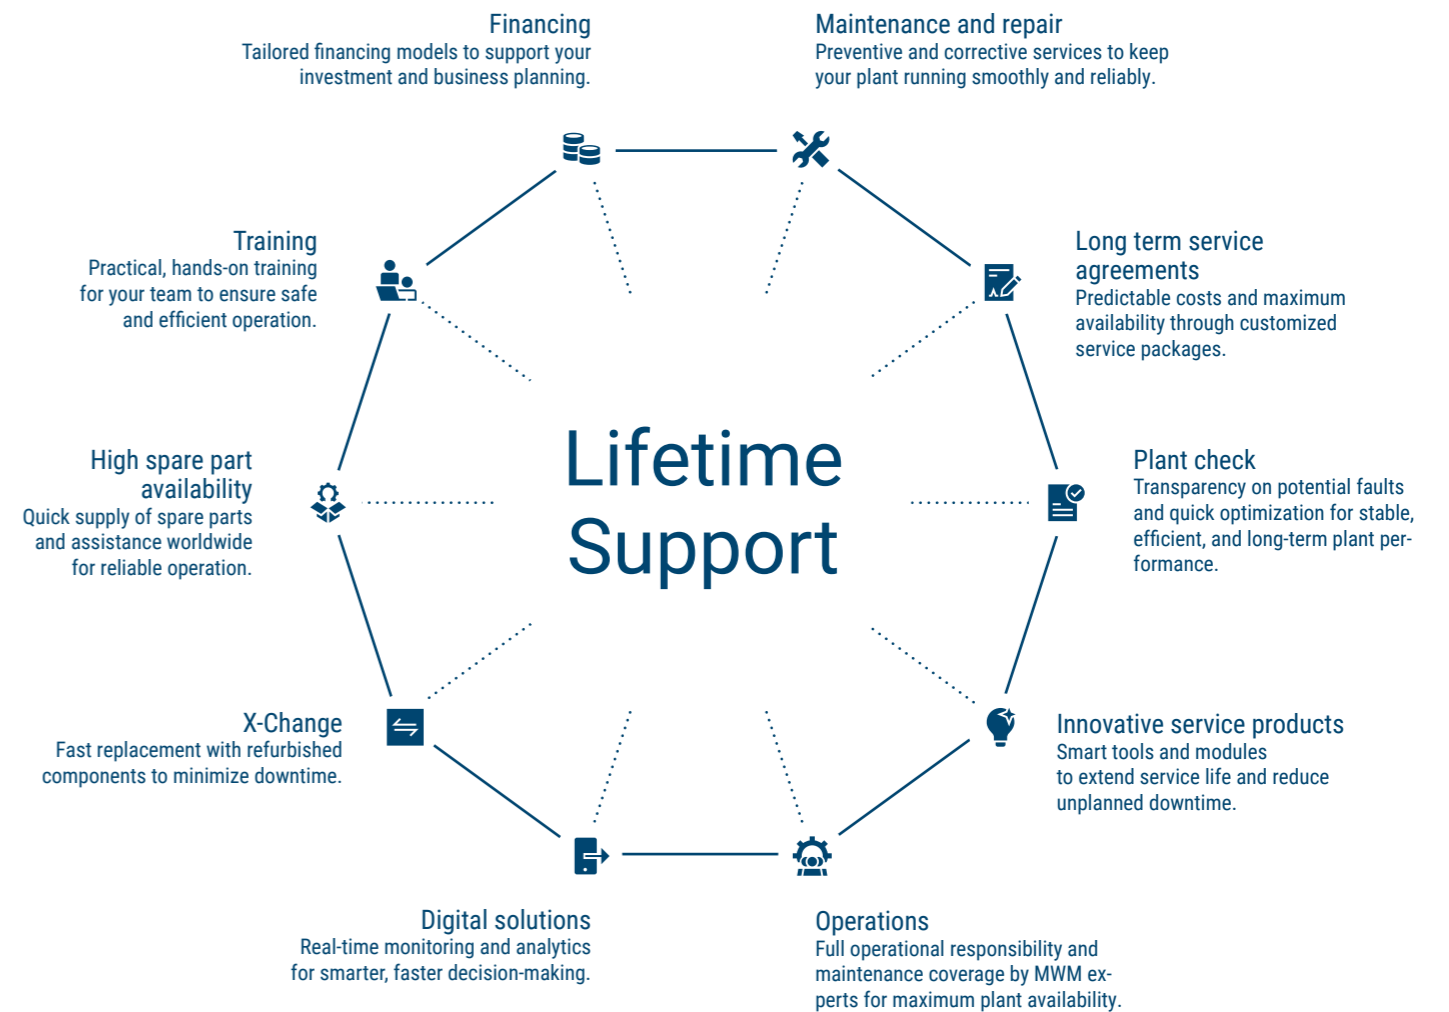 Financing
Tailored financing models to support your
investment and business planning.
Maintenance and repair
Preventive and corrective services to keep
your plant running smoothly and reliably.
Training
Practical, hands-on training
for your team to ensure safe
and efficient operation.
Long term service
agreements
Predictable costs and maximum
availability through customized
service packages.
High spare part
availability
Quick supply of spare parts
and assistance worldwide
for reliable operation.
Lifetime
Support
Plant check
Transparency on potential faults
and quick optimization for stable,
efficient, and long-term plant per-
formance.
X-Change
Fast replacement with refurbished
components to minimize downtime.
Innovative service products
Smart tools and modules
to extend service life and reduce
unplanned downtime.
Digital solutions
Real-time monitoring and analytics
for smarter, faster decision-making.
Operations
Full operational responsibility and
maintenance coverage by MWM ex-
perts for maximum plant availability.